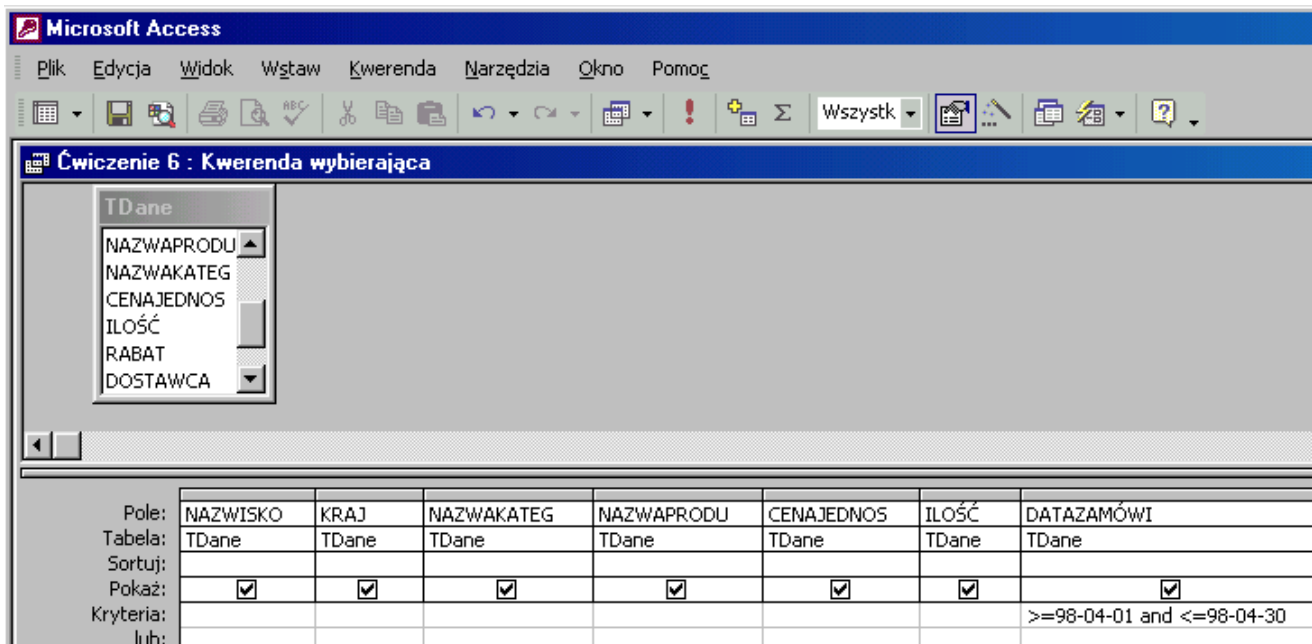 Microsoft Access
Plik Edycja Widok Wstaw Kwerenda Narzędzia Okno Pomoc
ABC Σ Wszystk ?
Ćwiczenie 6 : Kwerenda wybierająca
TDane
NAZWAPRODU
NAZWAKATEG
CENAJEDNOS
ILOŚĆ
RABAT
DOSTAWCA
Pole: NAZWISKO KRAJ NAZWAKATEG NAZWAPRODU CENAJEDNOS ILOŚĆ DATAZAMÓWI
Tabela: TDane TDane TDane TDane TDane TDane TDane
Sortuj:
Pokaż:
Kryteria: >=98-04-01 and <=98-04-30
lub: